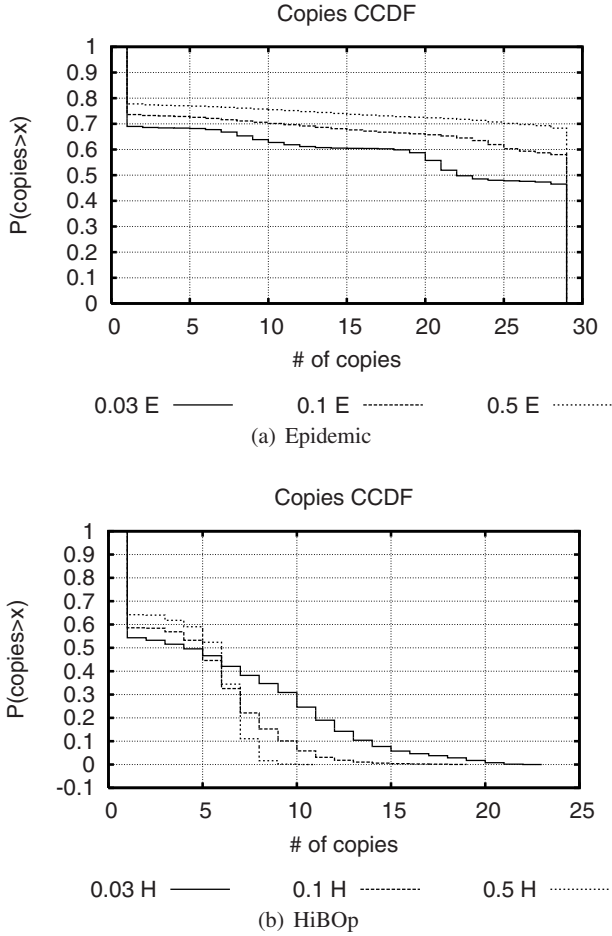 Copies CCDF
P(copies>x)
1
0.9
0.8
0.7
0.6
0.5
0.4
0.3
0.2
0.1
0
0 5 10 15 20 25 30
# of copies
0.03 E 0.1 E 0.5 E
(a) Epidemic
Copies CCDF
P(copies>x)
1
0.9
0.8
0.7
0.6
0.5
0.4
0.3
0.2
0.1
0
-0.1
0 5 10 15 20 25
# of copies
0.03 H 0.1 H 0.5 H
(b) HiBOp